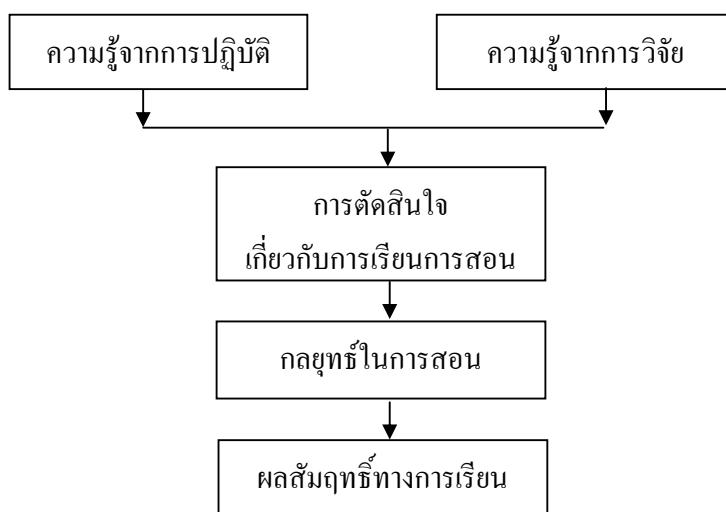 ความรู้จากการปฏิบัติ
ความรู้จากการวิจัย
การตัดสินใจ
เกี่ยวกับการเรียนการสอน
กลยุทธ์ในการสอน
ผลสัมฤทธิ์ทางการเรียน